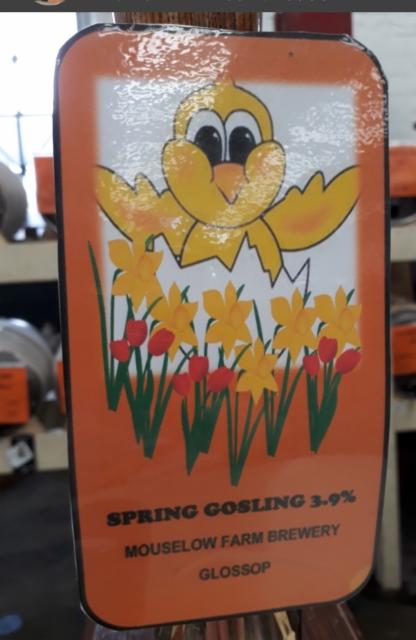 SPRING GOSLING 3.9%
MOUSELOW FARM BREWERY
GLOSSOP